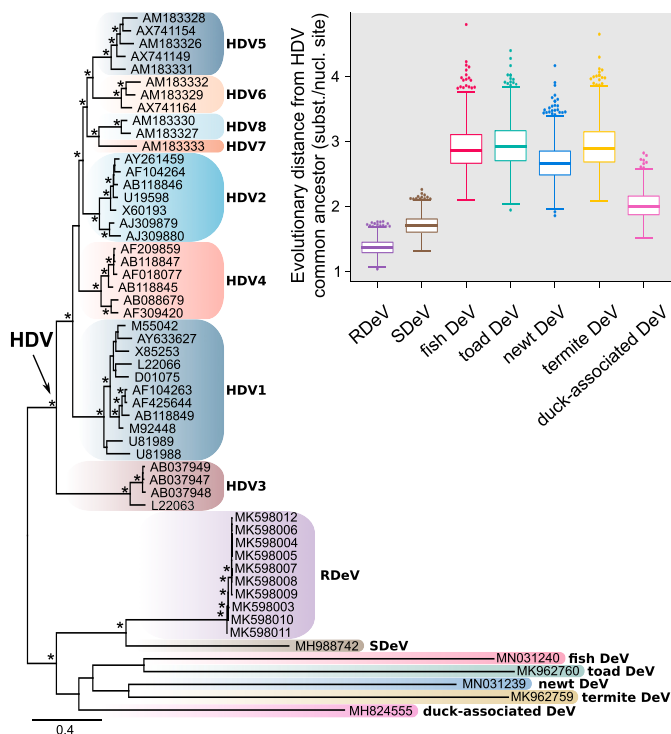 AM183328
AX741154
AM183326
AX741149
AM183331
HDV5
AM183332
AM183329
AX741164
HDV6
AM183330
AM183327
HDV8
AM183333
HDV7
AY261459
AF104264
AB118846
U19598
X60193
AJ309879
AJ309880
HDV2
AF209859
AB118847
AF018077
AB118845
AB088679
AF309420
HDV4
HDV
M55042
AY633627
X85253
L22066
D01075
AF104263
AF425644
AB118849
M92448
U81989
U81988
HDV1
AB037949
AB037947
AB037948
L22063
HDV3
MK598012
MK598006
MK598004
MK598005
MK598007
MK598008
MK598009
MK598003
MK598010
MK598011
RDeV
MH988742 SDeV
MN031240 fish DeV
MK962760 toad DeV
MN031239 newt DeV
MK962759 termite DeV
MH824555 duck-associated DeV
0.4
Evolutionary distance from HDV
common ancestor (subst./nucl. site)
4
3
2
1
RDeV
SDeV
fish DeV
toad DeV
newt DeV
termite DeV
duck-associated DeV